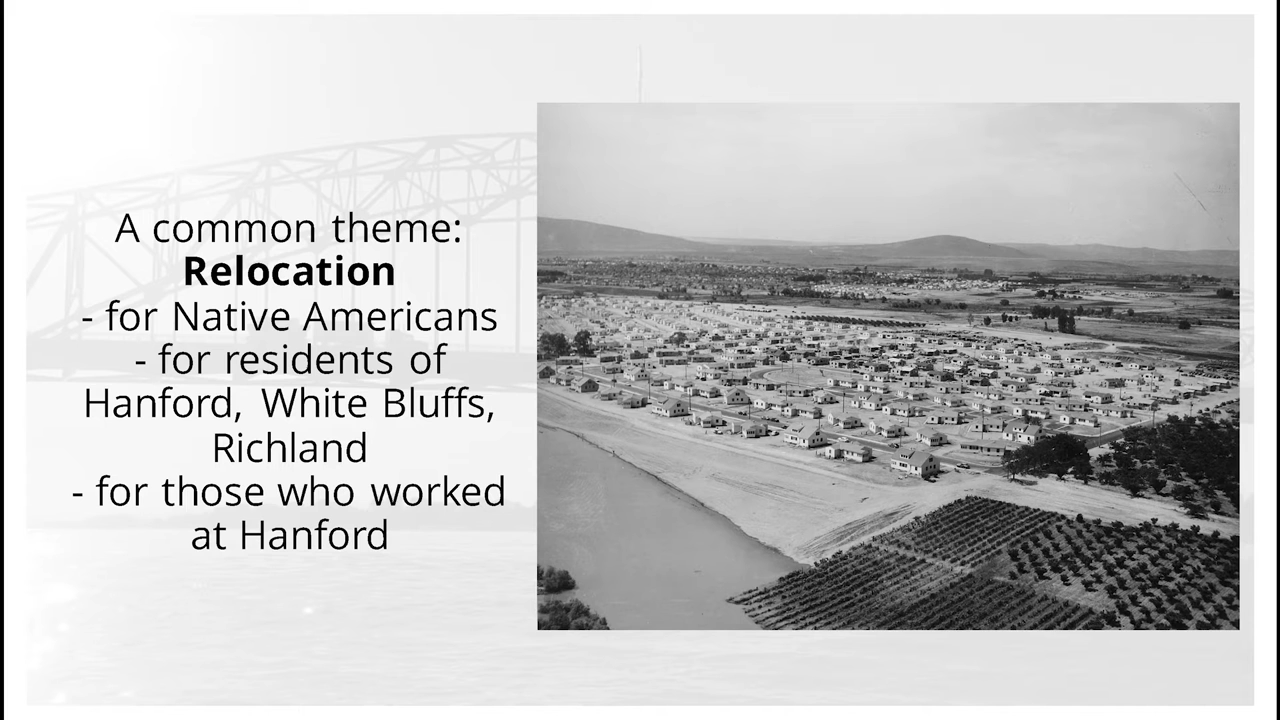 A common theme:
Relocation
- for Native Americans
- for residents of
Hanford, White Bluffs,
Richland
- for those who worked
at Hanford